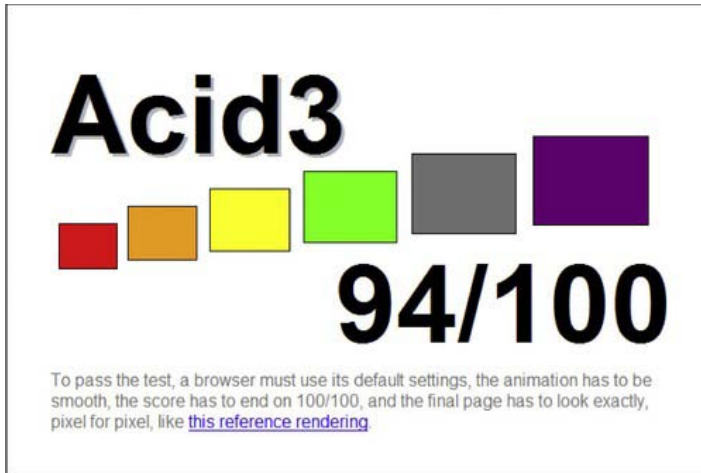 Acid3
94/100
To pass the test, a browser must use its default settings, the animation has to be
smooth, the score has to end on 100/100, and the final page has to look exactly,
pixel for pixel, like this reference rendering.